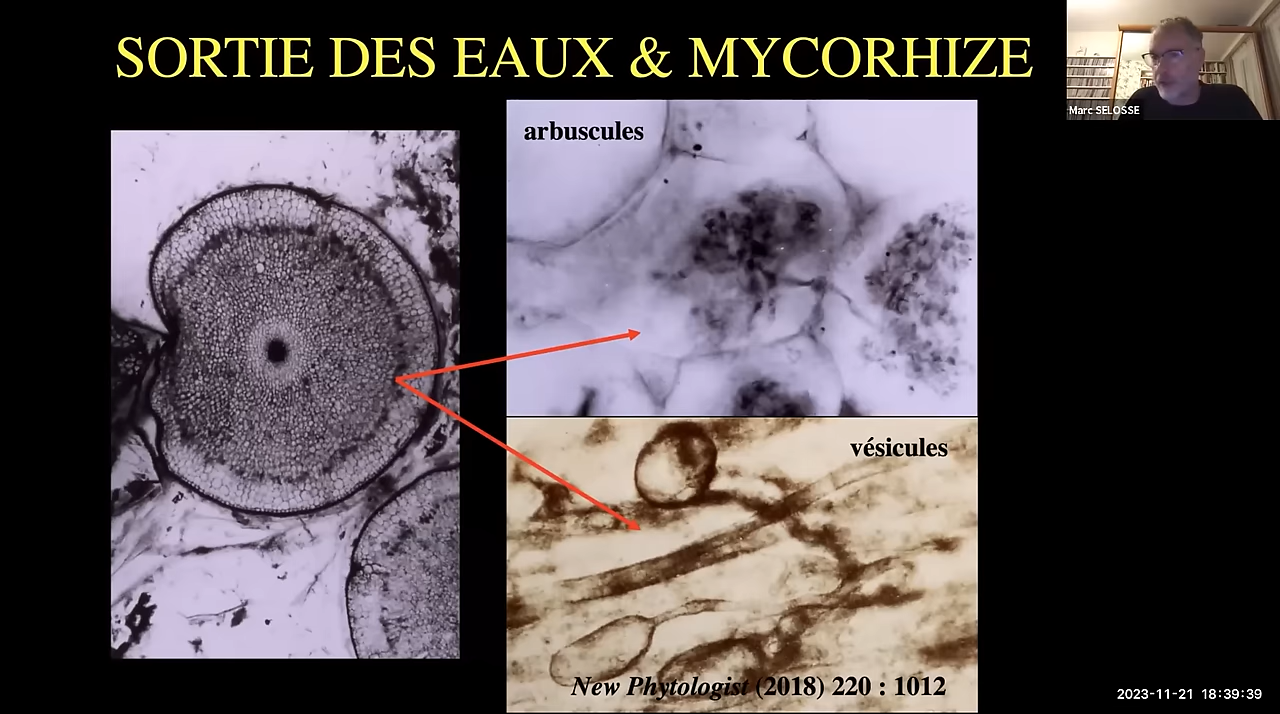 SORTIE DES EAUX & MYCORHIZE
Marc SELOSSE
arbuscules
vésicules
New Phytologist (2018) 220 : 1012
2023-11-21 18:39:39